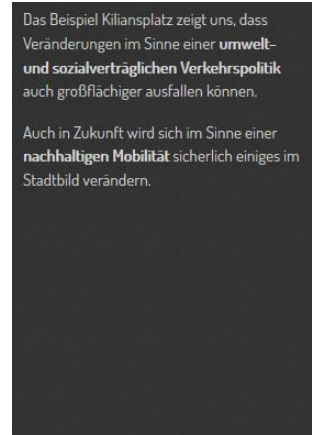 Das Beispiel Kiliansplatz zeigt uns, dass
Veränderungen im Sinne einer umwelt-
und sozialverträglichen Verkehrspolitik
auch großflächiger ausfallen können.
Auch in Zukunft wird sich im Sinne einer
nachhaltigen Mobilität sicherlich einiges im
Stadtbild verändern.